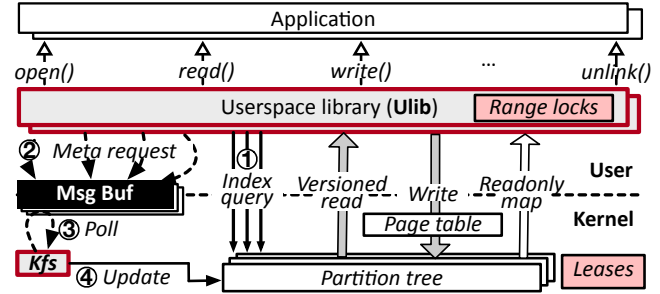 Application
open() read() write() ... unlink()
Userspace library (Ulib) Range locks
② Meta request ①
Index query
Versioned read
Write
Readonly map
User
Msg Buf
Kernel
Page table
③ Poll
Kfs
④ Update
Partition tree
Leases